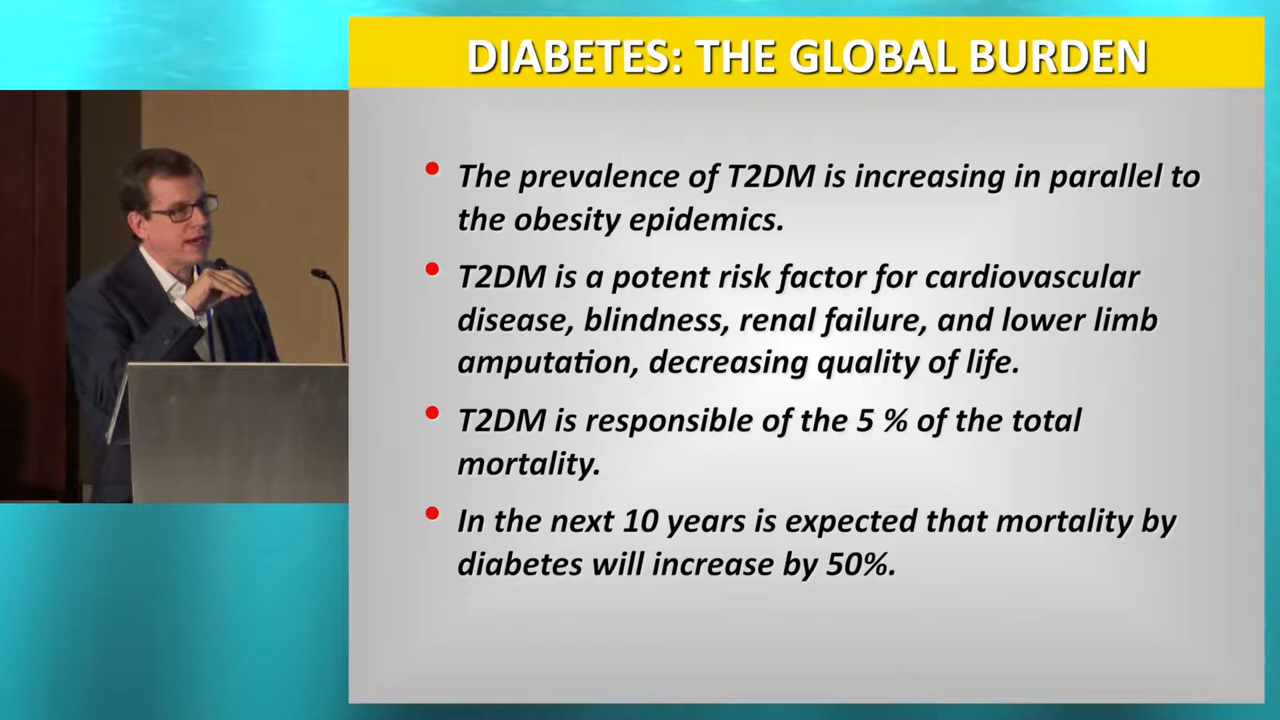 DIABETES: THE GLOBAL BURDEN
• The prevalence of T2DM is increasing in parallel to
the obesity epidemics.
• T2DM is a potent risk factor for cardiovascular
disease, blindness, renal failure, and lower limb
amputation, decreasing quality of life.
• T2DM is responsible of the 5 % of the total
mortality.
• In the next 10 years is expected that mortality by
diabetes will increase by 50%.